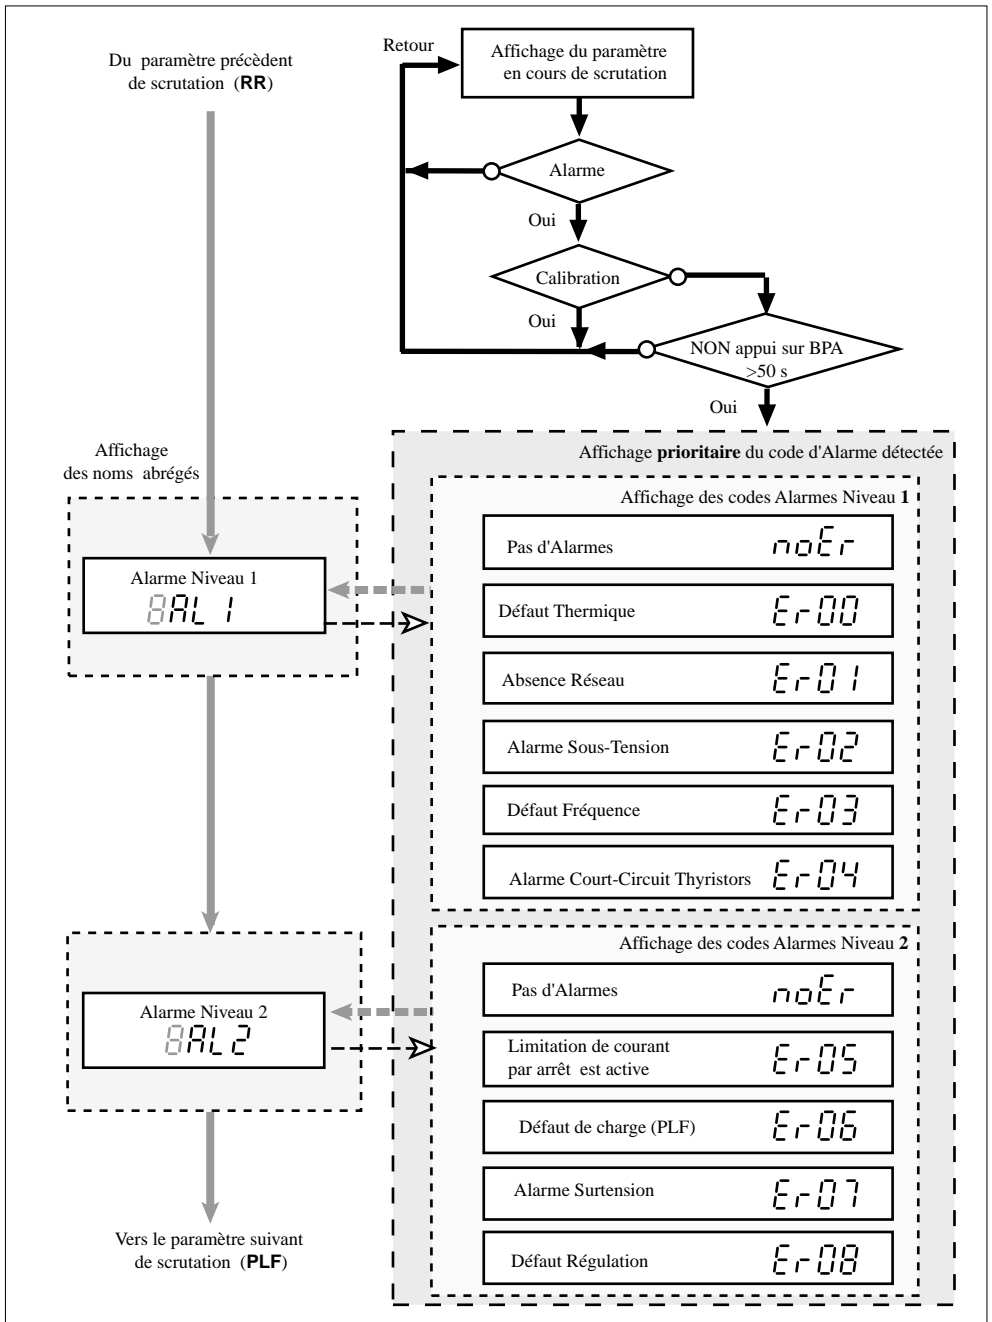 Du paramètre précèdent
de scrutation (RR)
Retour
Affichage du paramètre
en cours de scrutation
Alarme
Oui
Calibration
Oui
NON appui sur BPA
>50 s
Oui
Affichage
des noms abrégés
Alarme Niveau 1
8AL1
Affichage prioritaire du code d'Alarme détectée
Affichage des codes Alarmes Niveau 1
Pas d'Alarmes noEr
Défaut Thermique Er00
Absence Réseau Er01
Alarme Sous-Tension Er02
Défaut Fréquence Er03
Alarme Court-Circuit Thyristors Er04
Alarme Niveau 2
8AL2
Affichage des codes Alarmes Niveau 2
Pas d'Alarmes noEr
Limitation de courant
par arrêt est active Er05
Défaut de charge (PLF) Er06
Alarme Surtension Er07
Défaut Régulation Er08
Vers le paramètre suivant
de scrutation (PLF)